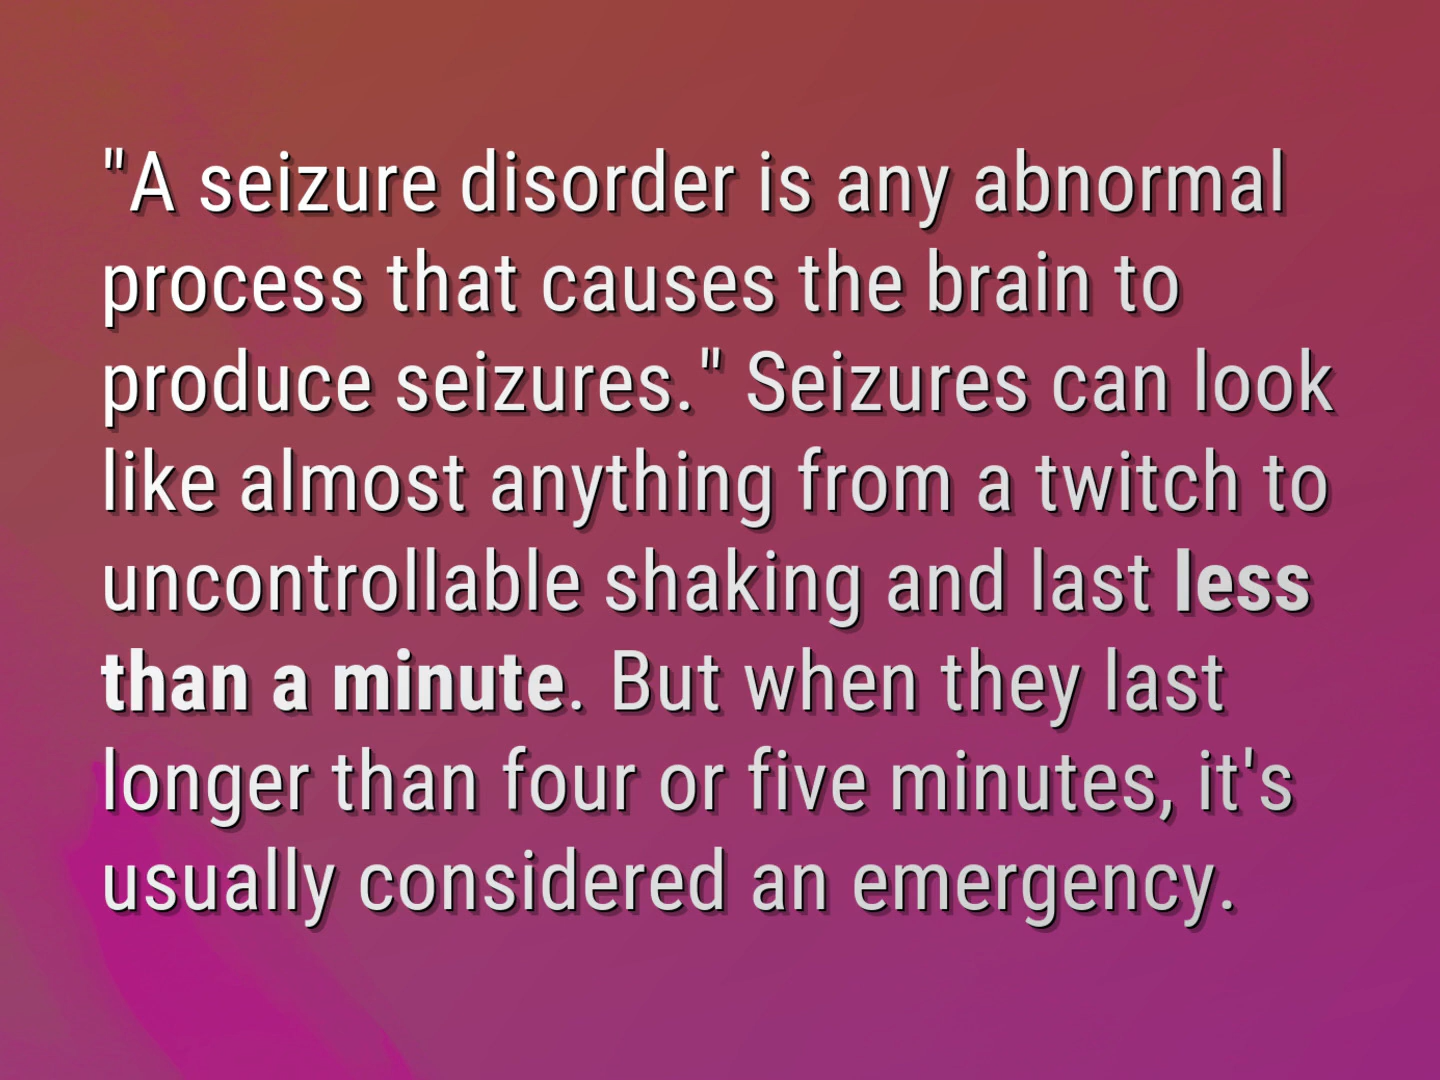 "A seizure disorder is any abnormal
process that causes the brain to
produce seizures." Seizures can look
like almost anything from a twitch to
uncontrollable shaking and last less
than a minute. But when they last
longer than four or five minutes, it's
usually considered an emergency.